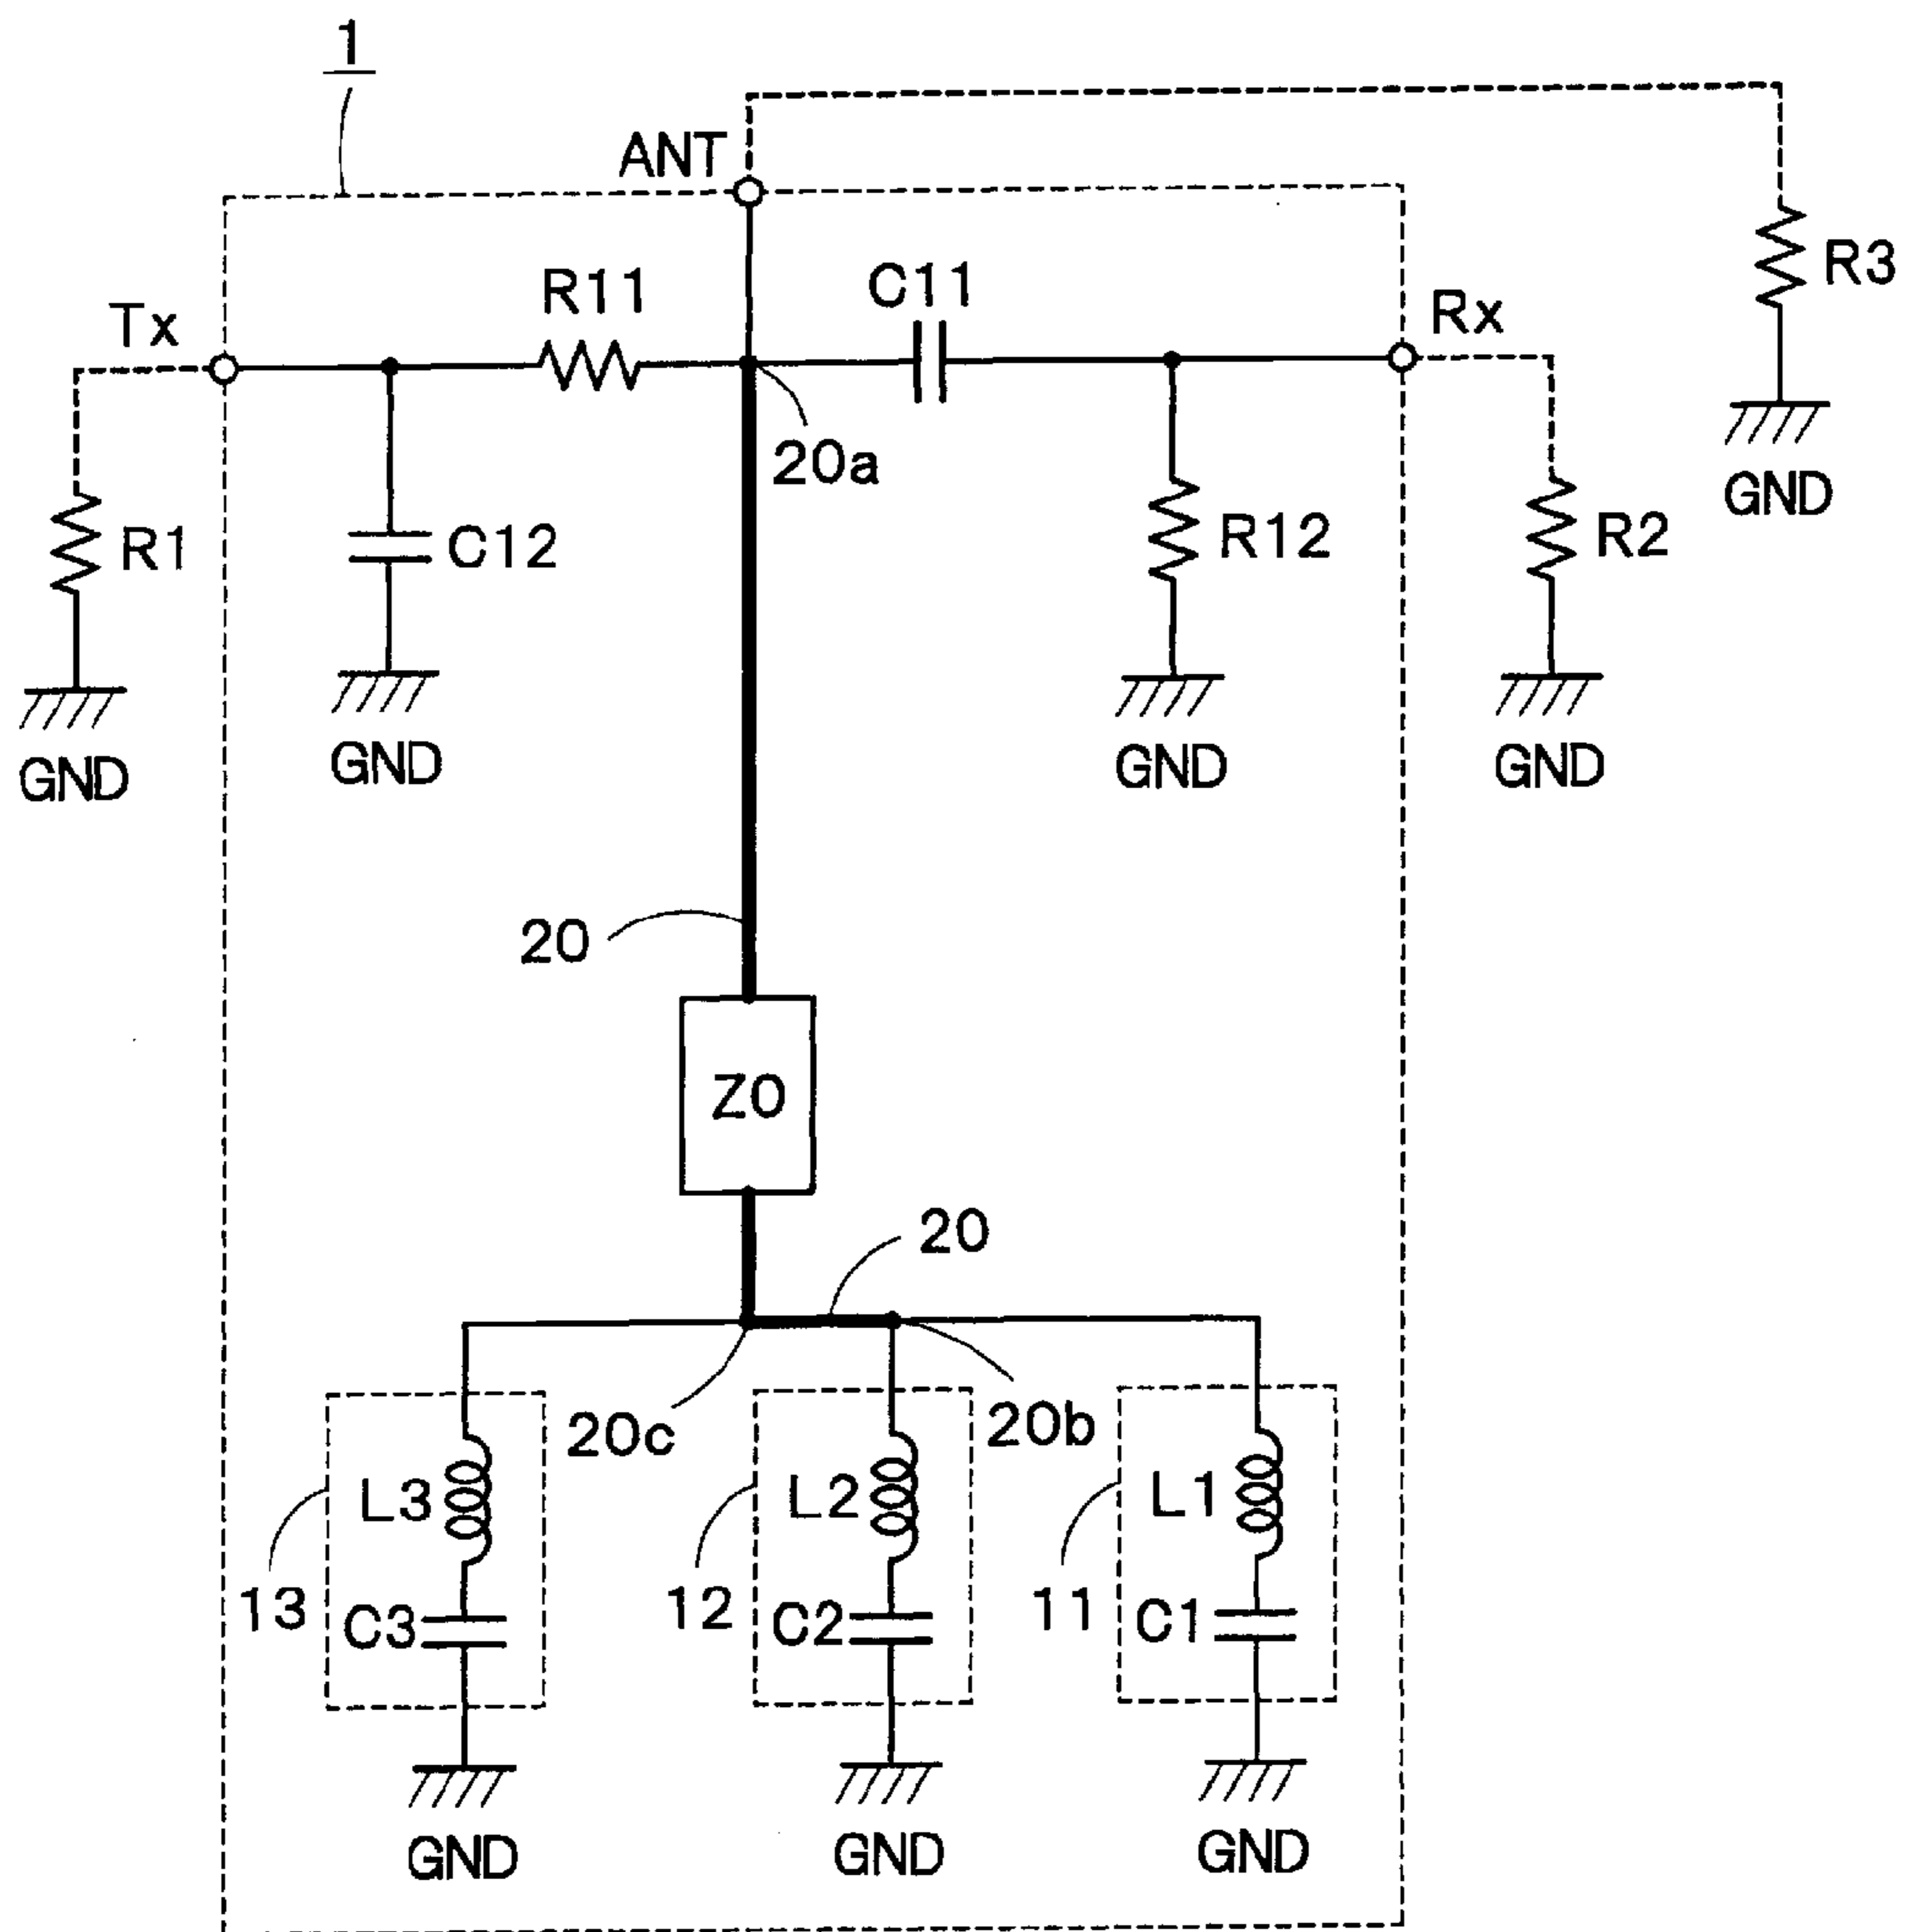 1
ANT
R3
R11
C11
Tx
Rx
20a
GND
R1
C12
R12
R2
GND
GND
GND
GND
20
Z0
20
20c
20b
L3
L2
L1
13
C3
12
C2
11
C1
GND
GND
GND